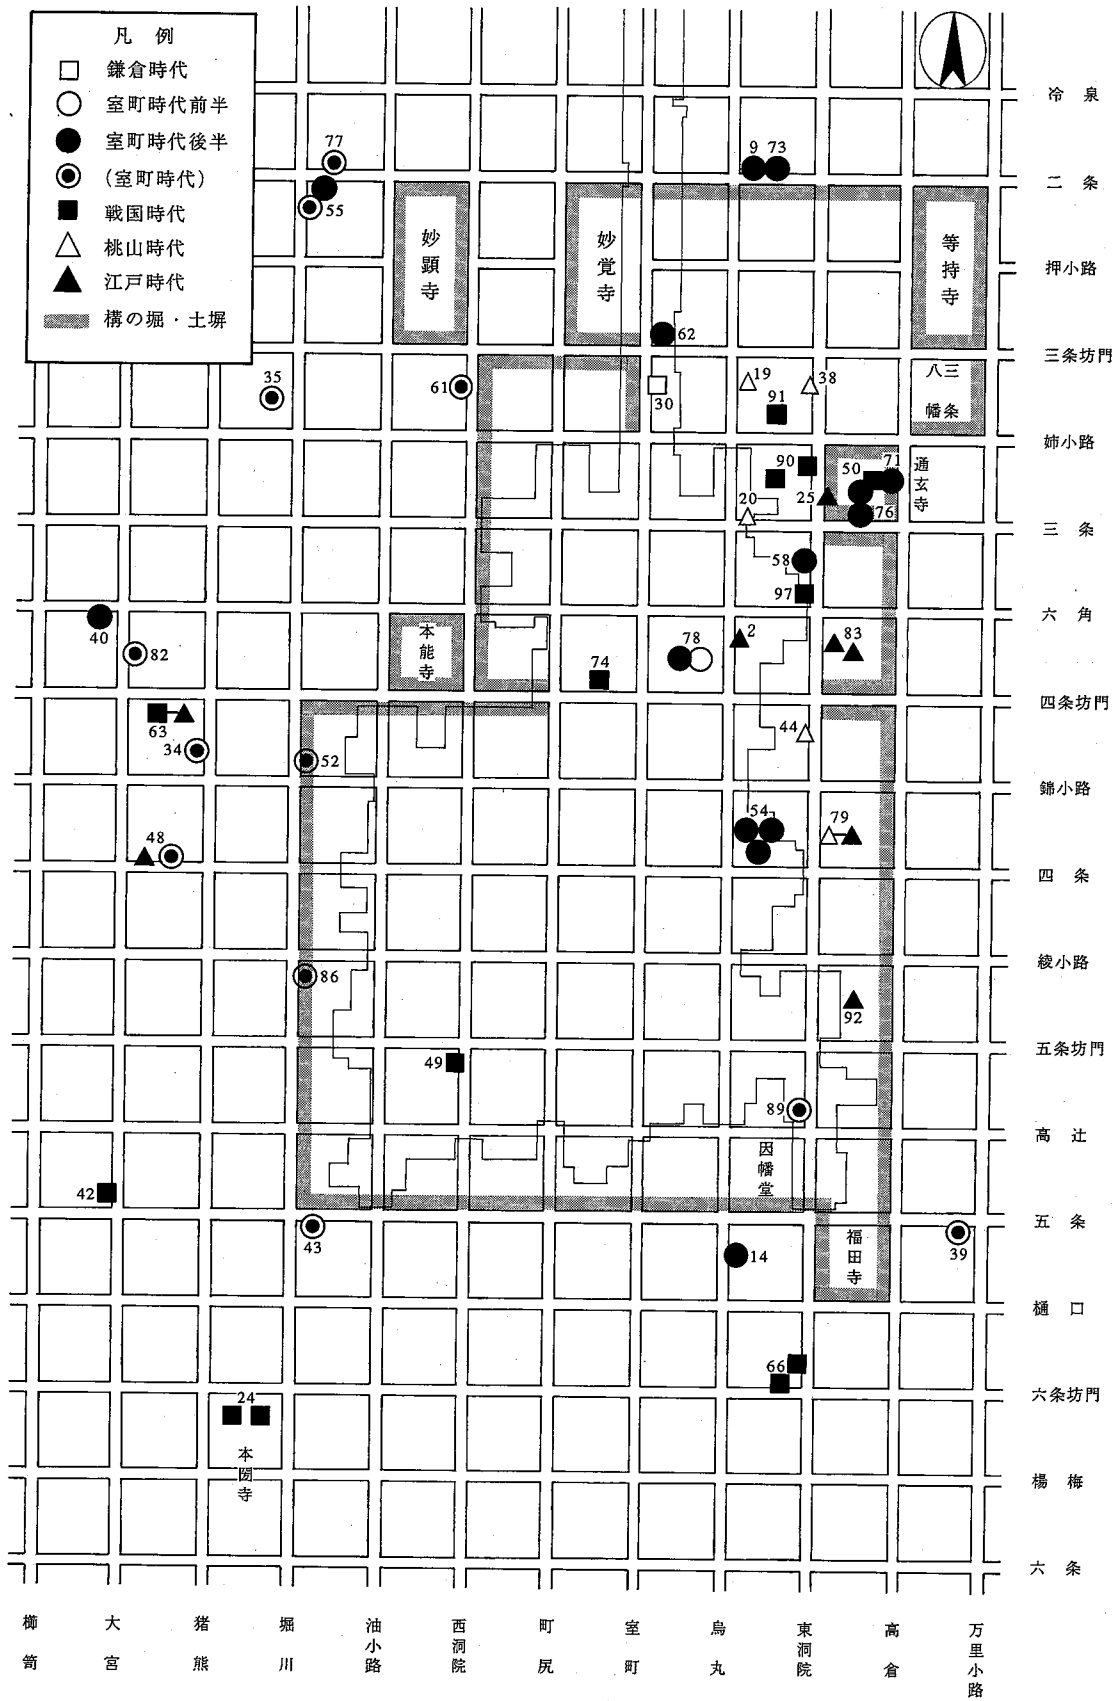 凡例
鎌倉時代
室町時代前半
室町時代後半
(室町時代)
戦国時代
桃山時代
江戸時代
構の堀・土塀
冷泉
二条
押小路
三条坊門
姉小路
三条
六角
四条坊門
錦小路
四条
綾小路
五条坊門
高辻
五条
樋口
六条坊門
楊梅
六条
77
9 73
55
妙顕寺
妙覚寺
等持寺
62
35
61
30
19
38
91
八幡
三条
90
50
71
通玄寺
20
25
76
58
97
40
82
本能寺
74
78
2
83
63
34
52
44
48
54
79
86
92
49
89
因幡堂
42
43
14
福田寺
39
66
24
本圀寺
櫛笥
大宮
猪熊
堀川
油小路
西洞院
町尻
室町
烏丸
東洞院
高倉
万里小路